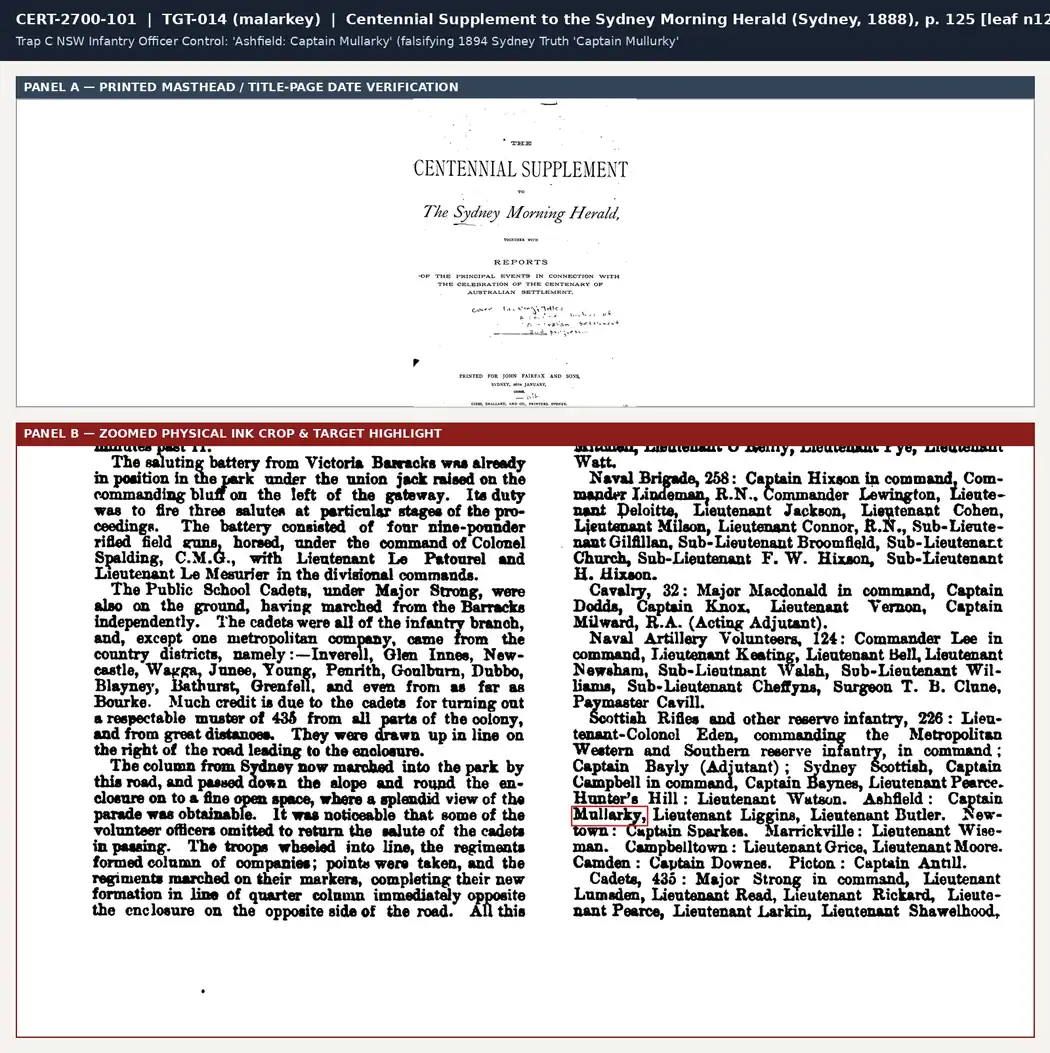 CERT-2700-101 | TGT-014 (malarkey) | Centennial Supplement to the Sydney Morning Herald (Sydney, 1888), p. 125 [leaf n12
Trap C NSW Infantry Officer Control: 'Ashfield: Captain Mullarky' (falsifying 1894 Sydney Truth 'Captain Mullurky'
PANEL A — PRINTED MASTHEAD / TITLE-PAGE DATE VERIFICATION
THE
CENTENNIAL SUPPLEMENT
TO
The Sydney Morning Herald,
TOGETHER WITH
REPORTS
OF THE PRINCIPAL EVENTS IN CONNECTION WITH
THE CELEBRATION OF THE CENTENARY OF
AUSTRALIAN SETTLEMENT.
PRINTED FOR JOHN FAIRFAX AND SONS,
SYDNEY, JANUARY,
GIBBS, SHALLARD, AND CO., PRINTERS, SYDNEY.
PANEL B — ZOOMED PHYSICAL INK CROP & TARGET HIGHLIGHT
minutes past 11.
The saluting battery from Victoria Barracks was already
in position in the park under the union jack raised on the
commanding bluff on the left of the gateway. Its duty
was to fire three salutes at particular stages of the pro-
ceedings. The battery consisted of four nine-pounder
rifled field guns, horsed, under the command of Colonel
Spalding, C.M.G., with Lieutenant Le Patourel and
Lieutenant Le Mesurier in the divisional commands.
The Public School Cadets, under Major Strong, were
also on the ground, having marched from the Barracks
independently. The cadets were all of the infantry branch,
and, except one metropolitan company, came from the
country districts, namely:—Inverell, Glen Innes, New-
castle, Wagga, Junee, Young, Penrith, Goulburn, Dubbo,
Blayney, Bathurst, Grenfell, and even from as far as
Bourke. Much credit is due to the cadets for turning out
a respectable muster of 435 from all parts of the colony,
and from great distances. They were drawn up in line on
the right of the road leading to the enclosure.
The column from Sydney now marched into the park by
this road, and passed down the slope and round the en-
closure on to a fine open space, where a splendid view of the
parade was obtainable. It was noticeable that some of the
volunteer officers omitted to return the salute of the cadets
in passing. The troops wheeled into line, the regiments
formed column of companies; points were taken, and the
regiments marched on their markers, completing their new
formation in line of quarter column immediately opposite
the enclosure on the opposite side of the road. All this
Mitchell, Lieutenant O'Reilly, Lieutenant Pye, Lieutenant
Watt.
Naval Brigade, 258: Captain Hixson in command, Com-
mander Lindeman, R.N., Commander Lewington, Lieute-
nant Deloitte, Lieutenant Jackson, Lieutenant Cohen,
Lieutenant Milson, Lieutenant Connor, R.N., Sub-Lieute-
nant Gilfillan, Sub-Lieutenant Broomfield, Sub-Lieutenant
Church, Sub-Lieutenant F. W. Hixson, Sub-Lieutenant
H. Hixson.
Cavalry, 32: Major Macdonald in command, Captain
Dodds, Captain Knox, Lieutenant Vernon, Captain
Milward, R.A. (Acting Adjutant).
Naval Artillery Volunteers, 124: Commander Lee in
command, Lieutenant Keating, Lieutenant Bell, Lieutenant
Newsham, Sub-Lieutnant Walsh, Sub-Lieutenant Wil-
liams, Sub-Lieutenant Cheffyns, Surgeon T. B. Clune,
Paymaster Cavill.
Scottish Rifles and other reserve infantry, 226: Lieu-
tenant-Colonel Eden, commanding the Metropolitan
Western and Southern reserve infantry, in command;
Captain Bayly (Adjutant); Sydney Scottish, Captain
Campbell in command, Captain Baynes, Lieutenant Pearce.
Hunter's Hill: Lieutenant Watson. Ashfield: Captain
Mullarky, Lieutenant Liggins, Lieutenant Butler. New-
town: Captain Sparkes. Marrickville: Lieutenant Wise-
man. Campbelltown: Lieutenant Grice, Lieutenant Moore.
Camden: Captain Downes. Picton: Captain Antill.
Cadets, 435: Major Strong in command, Lieutenant
Lumsden, Lieutenant Read, Lieutenant Rickard, Lieute-
nant Pearce, Lieutenant Larkin, Lieutenant Shawelhood,